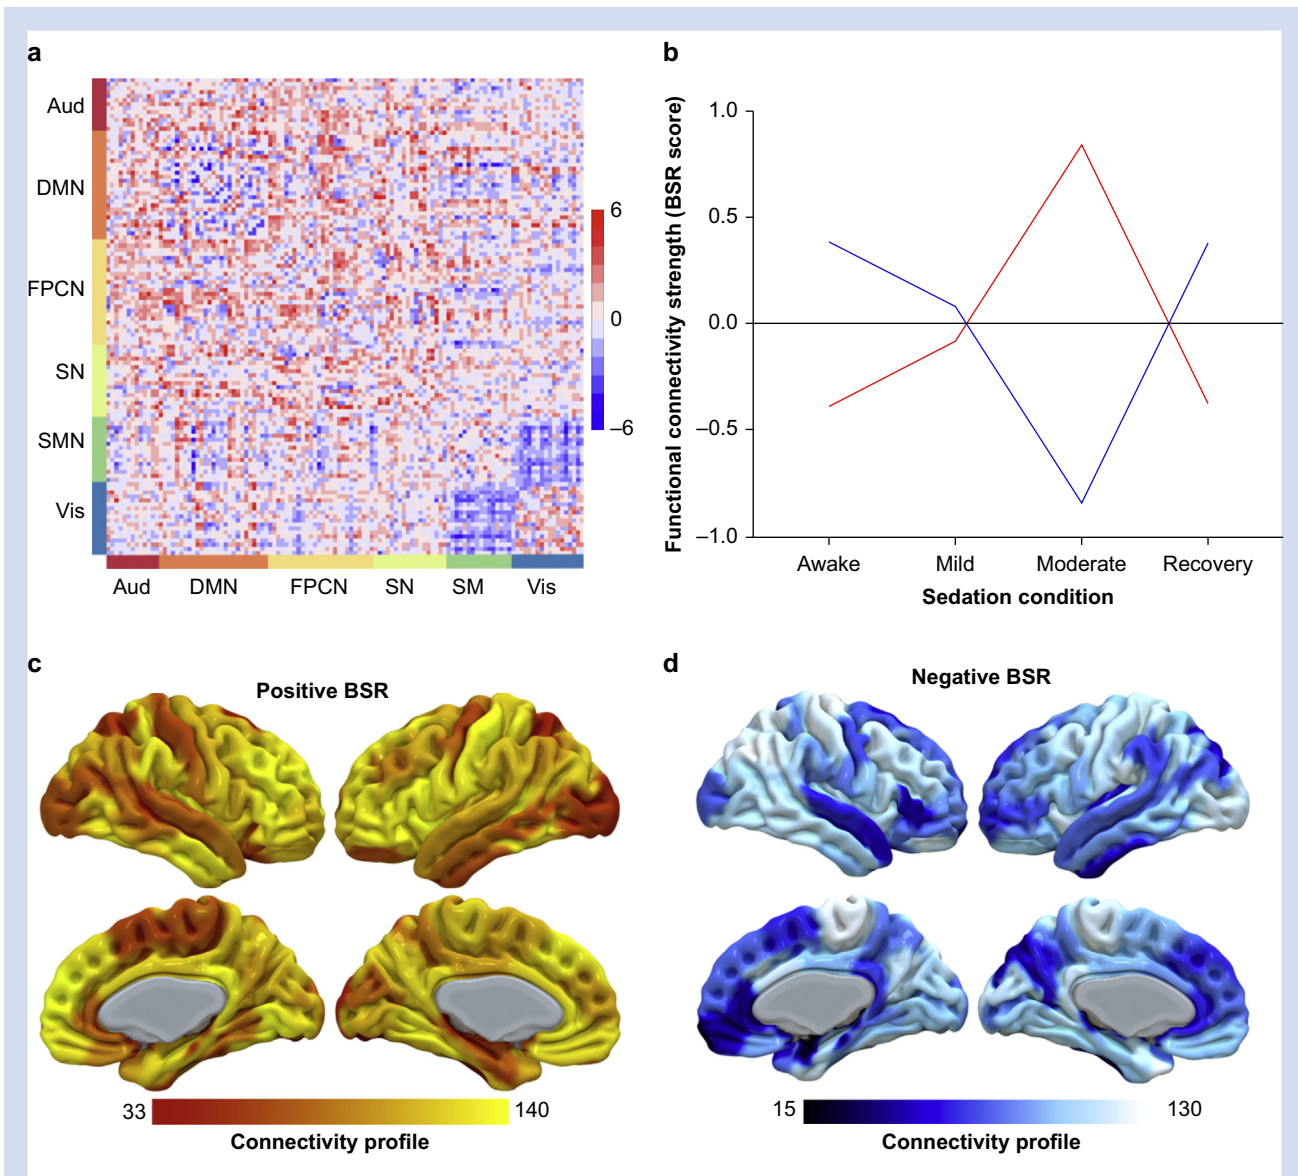 a
Aud
DMN
FPCN
SN
SMN
Vis
Aud DMN FPCN SN SM Vis
6
0
–6
b
Functional connectivity strength (BSR score)
1.0
0.5
0.0
–0.5
–1.0
Awake Mild Moderate Recovery
Sedation condition
c
Positive BSR
33 140
Connectivity profile
d
Negative BSR
15 130
Connectivity profile